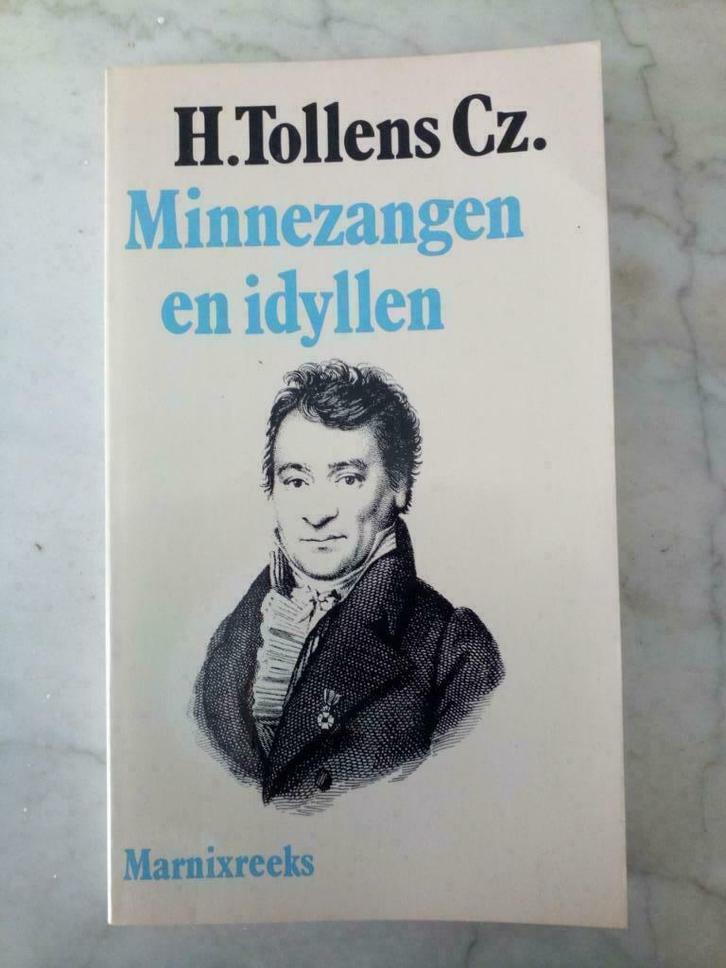 H.Tollens Cz.
Minnezangen
en idyllen
Marnixreeks